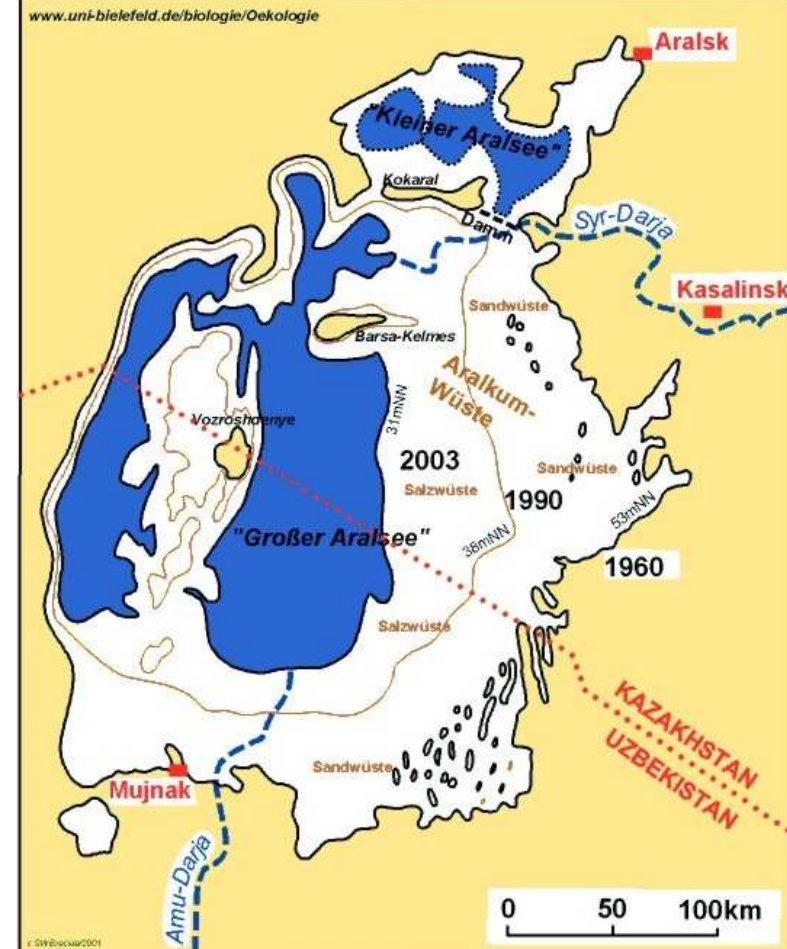 www.uni-bielefeld.de/biologie/Oekologie
Aralsk
"Kleiner Aralsee"
Kokaral
Damm
Syr-Darja
Kasalinsk
Sandwüste
Barsa-Kelmes
Aralkum-
Wüste
31mNN
Vozroshdenye
2003
Sandwüste
Salzwüste
1990
53mNN
"Großer Aralsee"
38mNN
1960
Salzwüste
KAZAKHSTAN
UZBEKISTAN
Sandwüste
Mujnak
Amu-Darja
0 50 100km